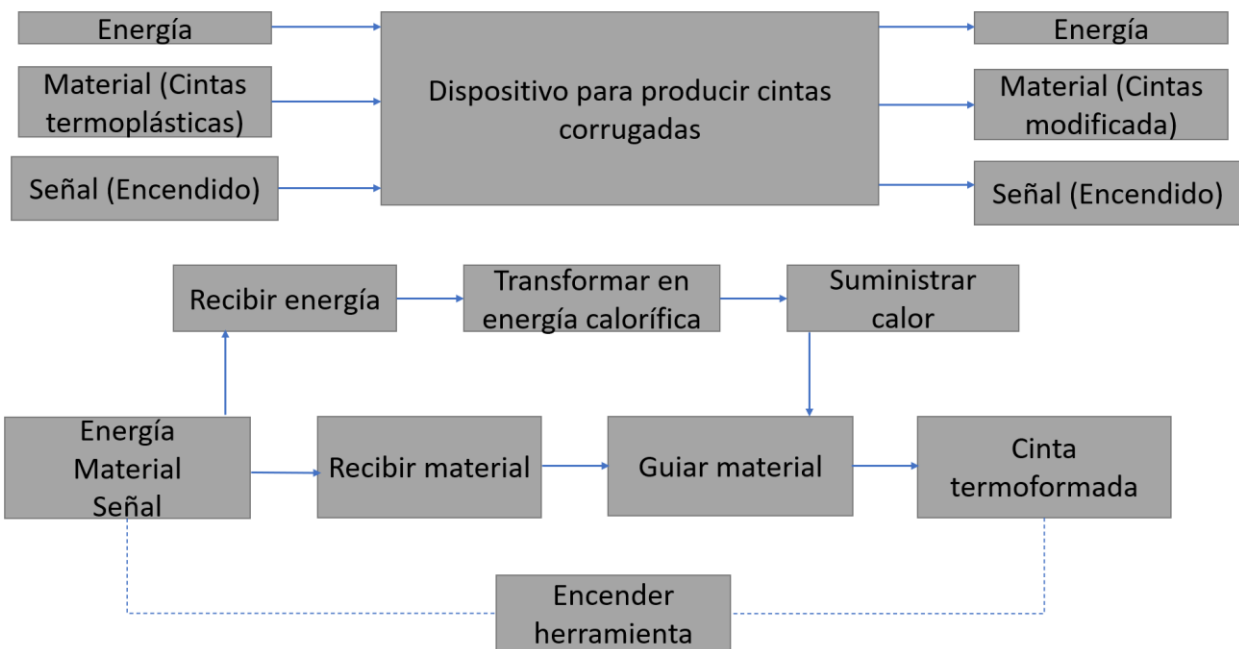 Energía
Material (Cintas
termoplásticas)
Señal (Encendido)
Dispositivo para producir cintas
corrugadas
Energía
Material (Cintas
modificada)
Señal (Encendido)
Recibir energía
Transformar en
energía calorífica
Suministrar
calor
Energía
Material
Señal
Recibir material
Guiar material
Cinta
termoformada
Encender
herramienta